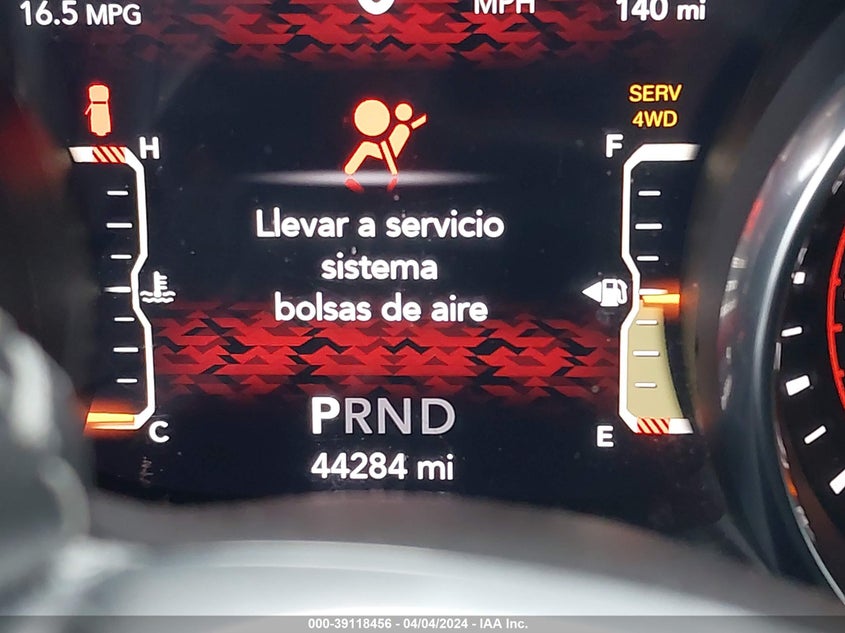 16.5 MPG
MPH
140 mi
SERV
4WD
H
F
Llevar a servicio
sistema
bolsas de aire
PRND
C
E
44284 mi
000-39118456 - 04/04/2024 - IAA Inc.